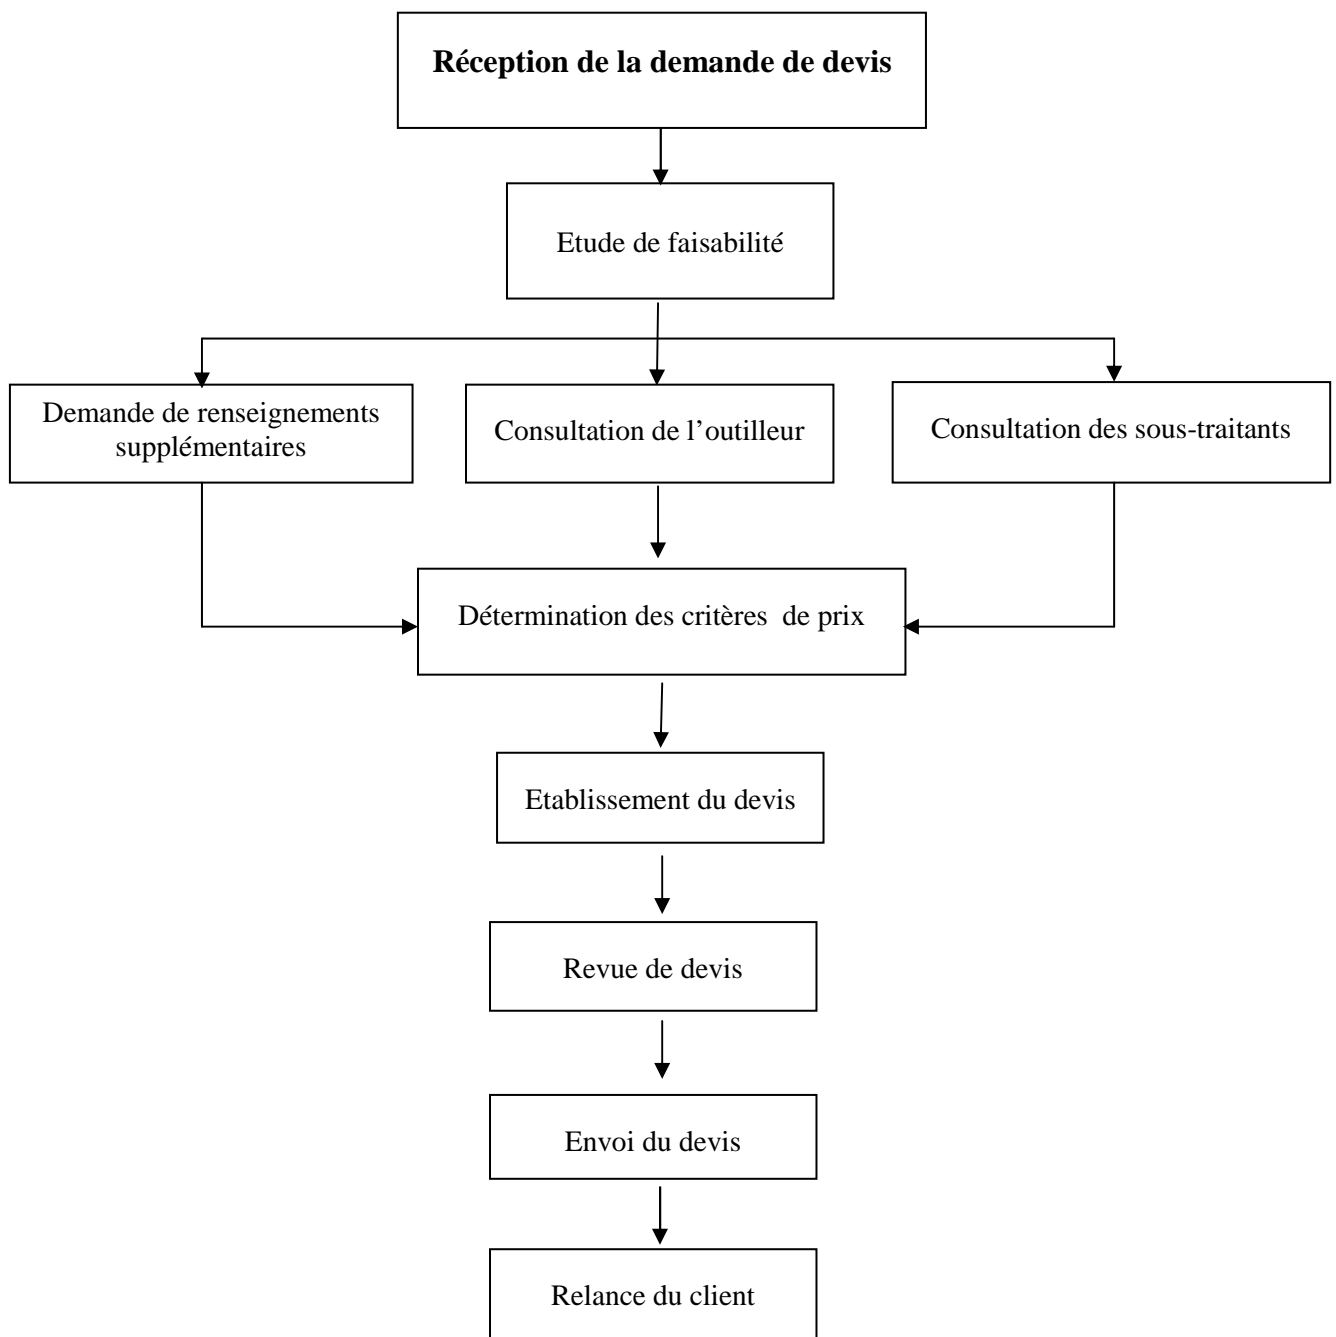 Réception de la demande de devis
Etude de faisabilité
Demande de renseignements
supplémentaires
Consultation de l’outilleur
Consultation des sous-traitants
Détermination des critères  de prix
Etablissement du devis
Revue de devis
Envoi du devis
Relance du client